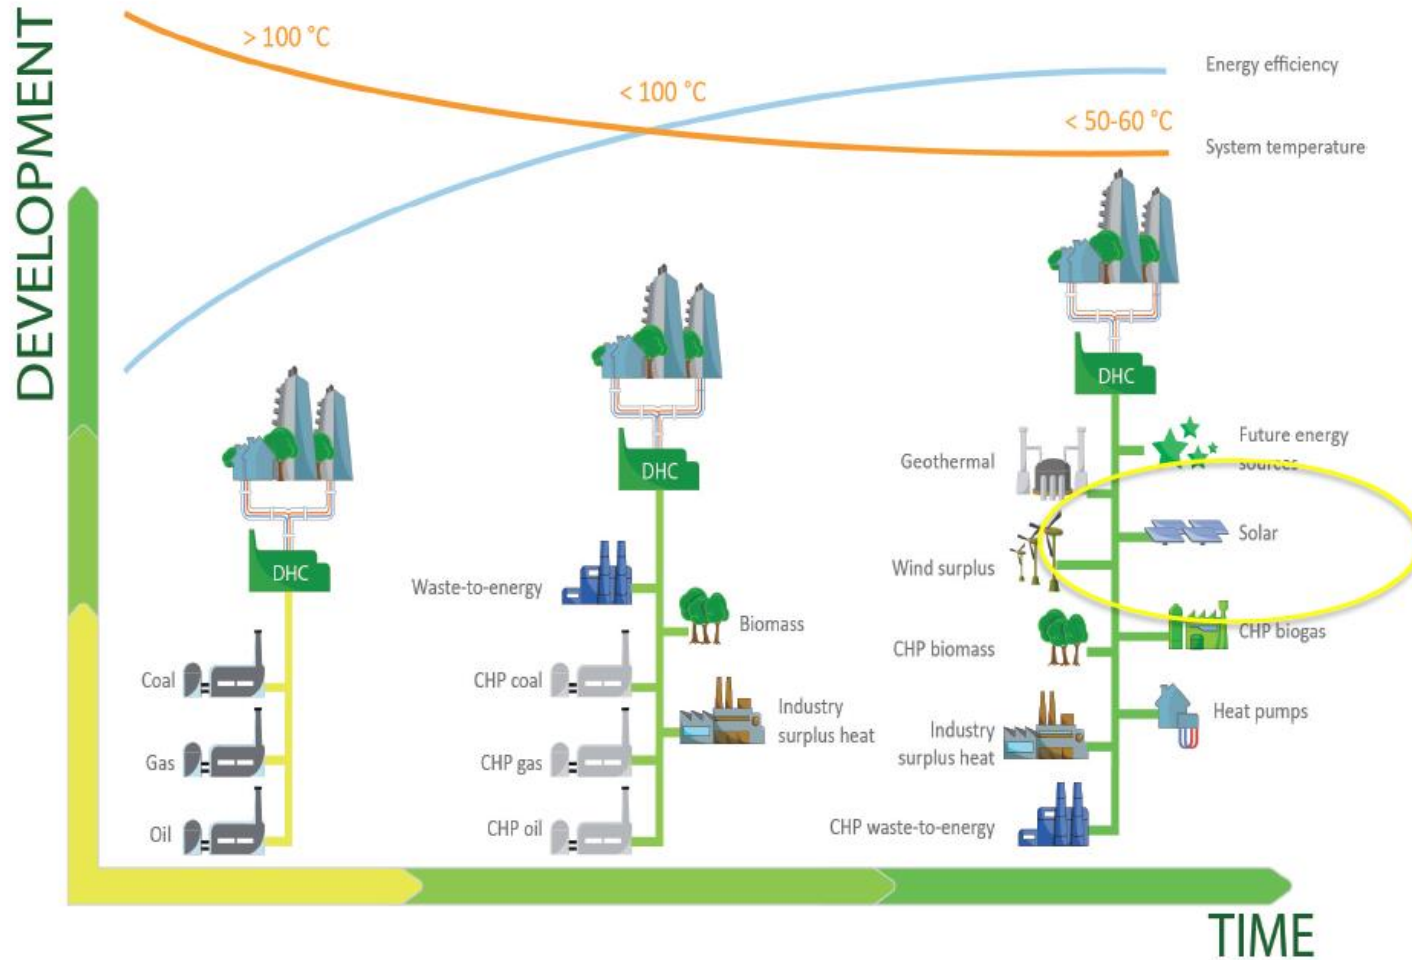 DEVELOPMENT
> 100 °C
< 100 °C
< 50-60 °C
Energy efficiency
System temperature
DHC
Coal
Gas
Oil
DHC
Waste-to-energy
Biomass
CHP coal
Industry
surplus heat
CHP gas
CHP oil
DHC
Geothermal
Future energy
sources
Solar
Wind surplus
CHP biogas
CHP biomass
Heat pumps
Industry
surplus heat
CHP waste-to-energy
TIME